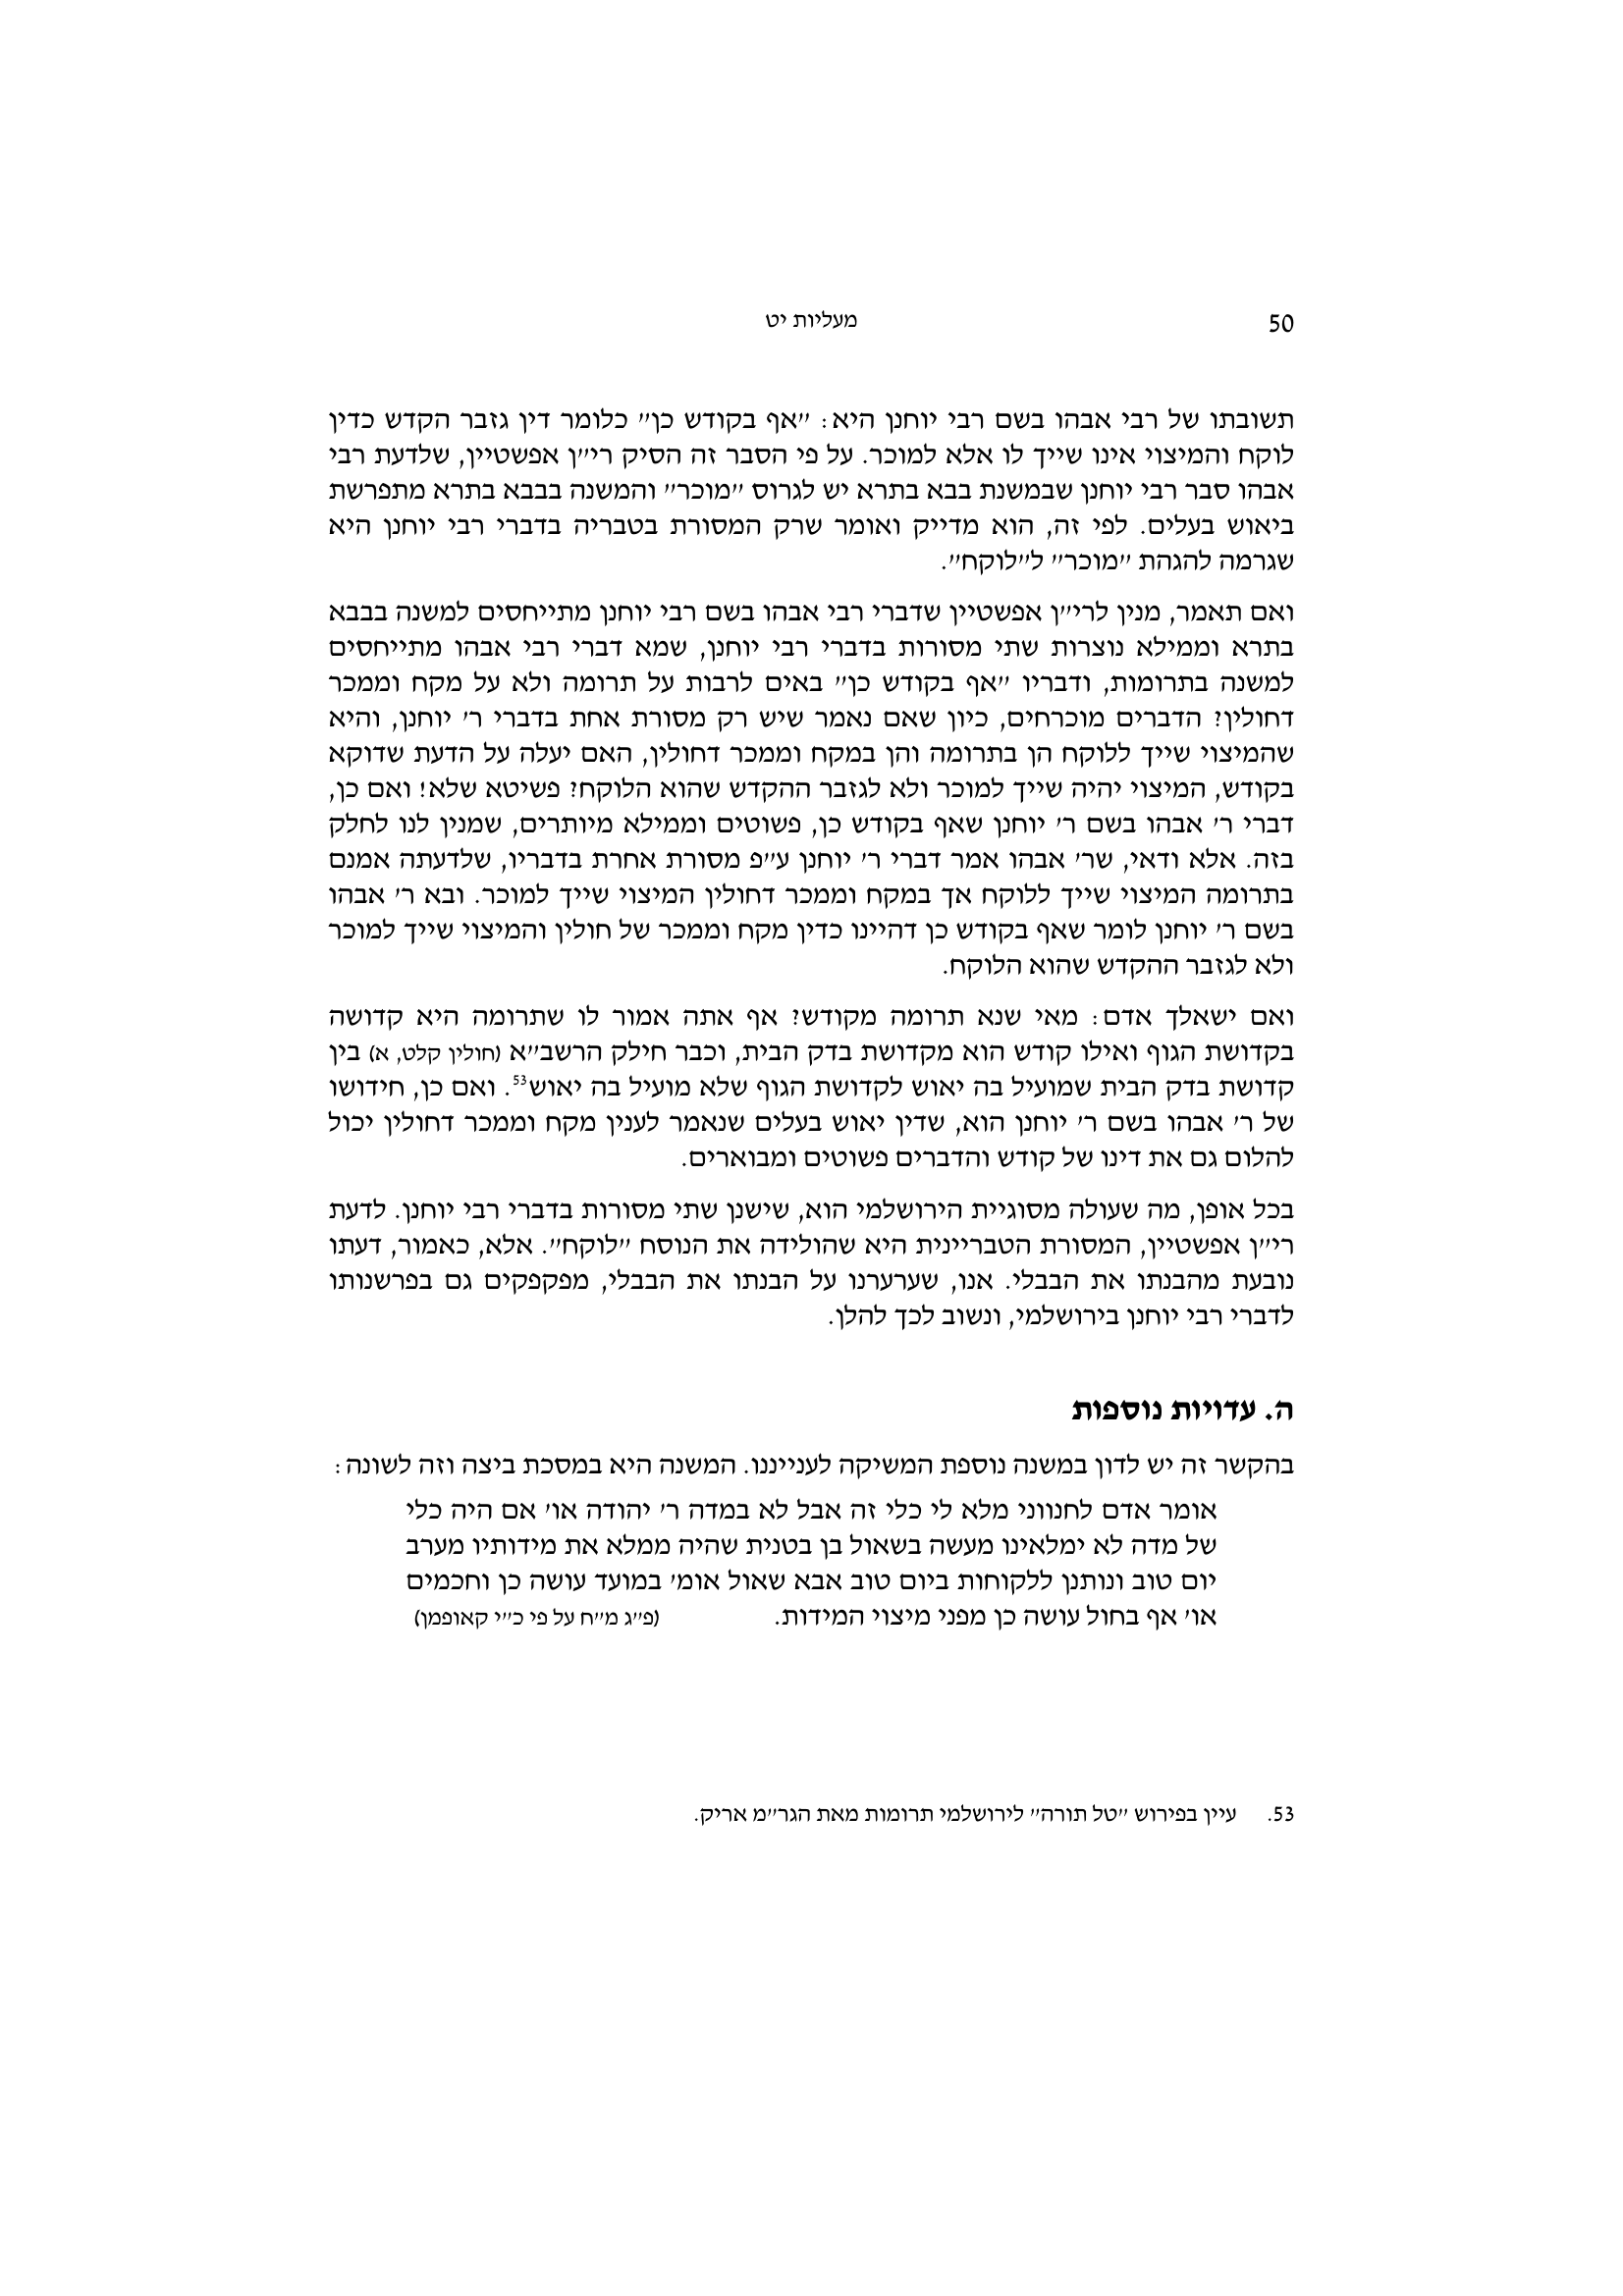 50
מעליות יט
תשובתו של רבי אבהו בשם רבי יוחנן היא: ״אף בקודש כן״ כלומר דין גזבר הקדש כדין
לוקח והמיצוי אינו שייך לו אלא למוכר. על פי הסבר זה הסיק רי״ן אפשטיין, שלדעת רבי
אבהו סבר רבי יוחנן שבמשנת בבא בתרא יש לגרוס ״מוכר״ והמשנה בבבא בתרא מתפרשת
ביאוש בעלים. לפי זה, הוא מדייק ואומר שרק המסורת בטבריה בדברי רבי יוחנן היא
שגרמה להגהת ״מוכר״ ל״לוקח״.
ואם תאמר, מנין לרי״ן אפשטיין שדברי רבי אבהו בשם רבי יוחנן מתייחסים למשנה בבבא
בתרא וממילא נוצרות שתי מסורות בדברי רבי יוחנן, שמא דברי רבי אבהו מתייחסים
למשנה בתרומות, ודבריו ״אף בקודש כן״ באים לרבות על תרומה ולא על מקח וממכר
דחולין? הדברים מוכרחים, כיון שאם נאמר שיש רק מסורת אחת בדברי ר׳ יוחנן, והיא
שהמיצוי שייך ללוקח הן בתרומה והן במקח וממכר דחולין, האם יעלה על הדעת שדוקא
בקודש, המיצוי יהיה שייך למוכר ולא לגזבר ההקדש שהוא הלוקח? פשיטא שלא! ואם כן,
דברי ר׳ אבהו בשם ר׳ יוחנן שאף בקודש כן, פשוטים וממילא מיותרים, שמנין לנו לחלק
בזה. אלא ודאי, שר׳ אבהו אמר דברי ר׳ יוחנן ע״פ מסורת אחרת בדבריו, שלדעתה אמנם
בתרומה המיצוי שייך ללוקח אך במקח וממכר דחולין המיצוי שייך למוכר. ובא ר׳ אבהו
בשם ר׳ יוחנן לומר שאף בקודש כן דהיינו כדין מקח וממכר של חולין והמיצוי שייך למוכר
ולא לגזבר ההקדש שהוא הלוקח.
ואם ישאלך אדם: מאי שנא תרומה מקודש? אף אתה אמור לו שתרומה היא קדושה
בקדושת הגוף ואילו קודש הוא מקדושת בדק הבית, וכבר חילק הרשב״א (חולין קלט, א) בין
קדושת בדק הבית שמועיל בה יאוש לקדושת הגוף שלא מועיל בה יאוש53. ואם כן, חידושו
של ר׳ אבהו בשם ר׳ יוחנן הוא, שדין יאוש בעלים שנאמר לענין מקח וממכר דחולין יכול
להלום גם את דינו של קודש והדברים פשוטים ומבוארים.
בכל אופן, מה שעולה מסוגיית הירושלמי הוא, שישנן שתי מסורות בדברי רבי יוחנן. לדעת
רי״ן אפשטיין, המסורת הטבריינית היא שהולידה את הנוסח ״לוקח״. אלא, כאמור, דעתו
נובעת מהבנתו את הבבלי. אנו, שערערנו על הבנתו את הבבלי, מפקפקים גם בפרשנותו
לדברי רבי יוחנן בירושלמי, ונשוב לכך להלן.
ה. עדויות נוספות
בהקשר זה יש לדון במשנה נוספת המשיקה לענייננו. המשנה היא במסכת ביצה וזה לשונה:
אומר אדם לחנווני מלא לי כלי זה אבל לא במדה ר׳ יהודה או׳ אם היה כלי
של מדה לא ימלאינו מעשה בשאול בן בטנית שהיה ממלא את מידותיו מערב
יום טוב ונותנן ללקוחות ביום טוב אבא שאול אומ׳ במועד עושה כן וחכמים
או׳ אף בחול עושה כן מפני מיצוי המידות. (פ״ג מ״ח על פי כ״י קאופמן)
53. עיין בפירוש ״טל תורה״ לירושלמי תרומות מאת הגר״מ אריק.